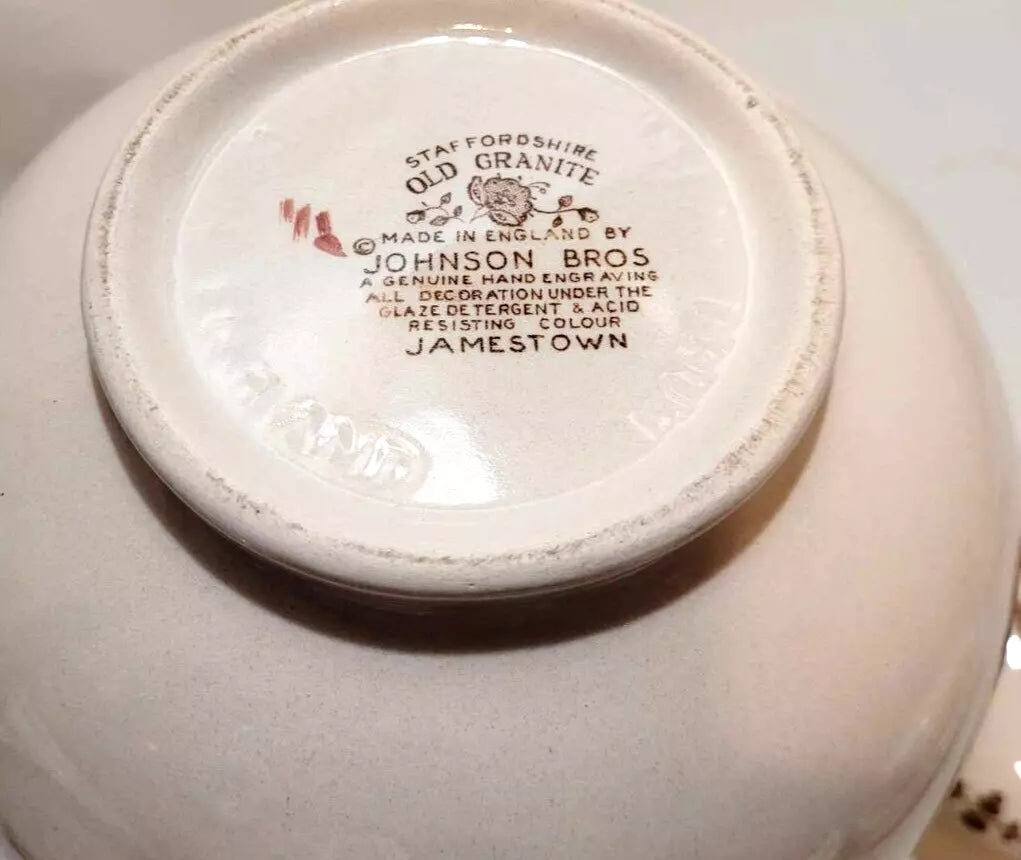 STAFFORDSHIRE
OLD GRANITE
© MADE IN ENGLAND BY
JOHNSON BROS
A GENUINE HAND ENGRAVING
ALL DECORATION UNDER THE
GLAZE DETERGENT & ACID
RESISTING COLOUR
JAMESTOWN